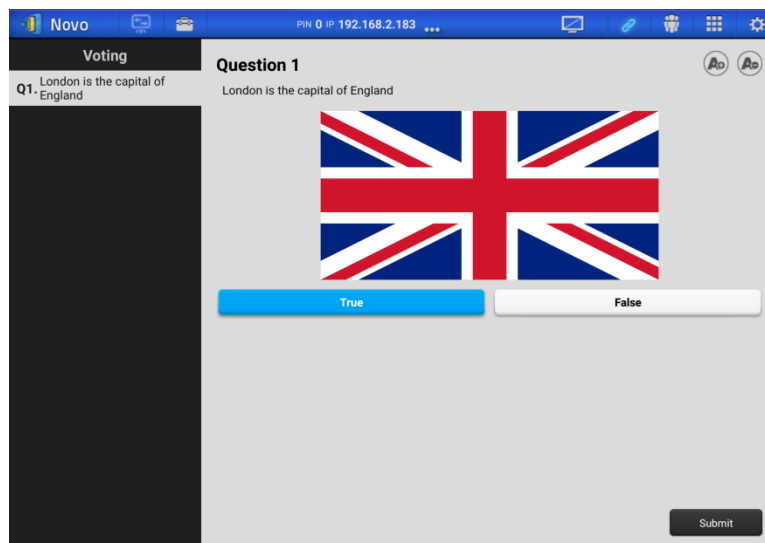 Novo
PIN 0 IP 192.168.2.183 ...
Voting
Q1. London is the capital of
England
Question 1
London is the capital of England
True
False
Submit